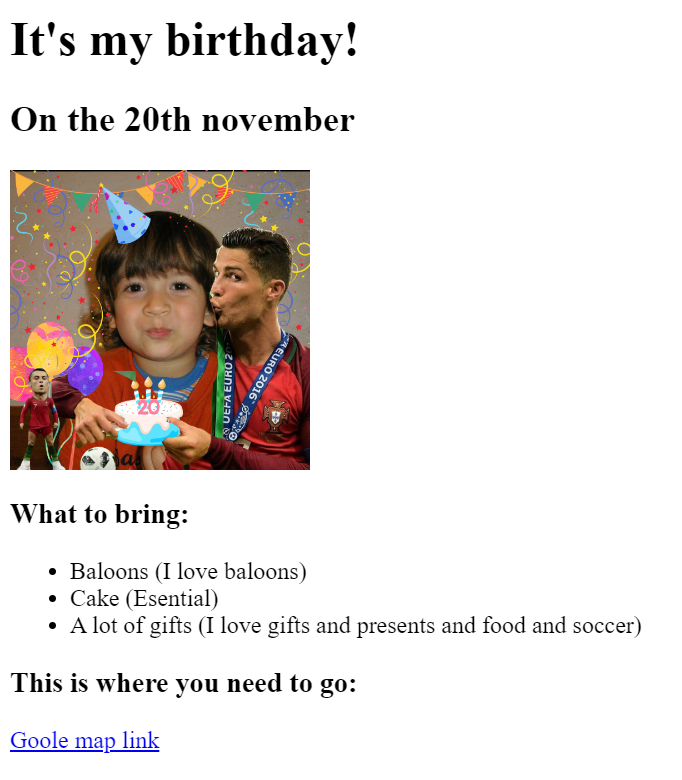 It's my birthday!
On the 20th november
UEFA EURO 2
EURO 2016
20
What to bring:
Baloons (I love baloons)
Cake (Esential)
A lot of gifts (I love gifts and presents and food and soccer)
This is where you need to go:
Goole map link